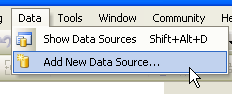 Data Tools Window Community H
Show Data Sources Shift+Alt+D
Add New Data Source...